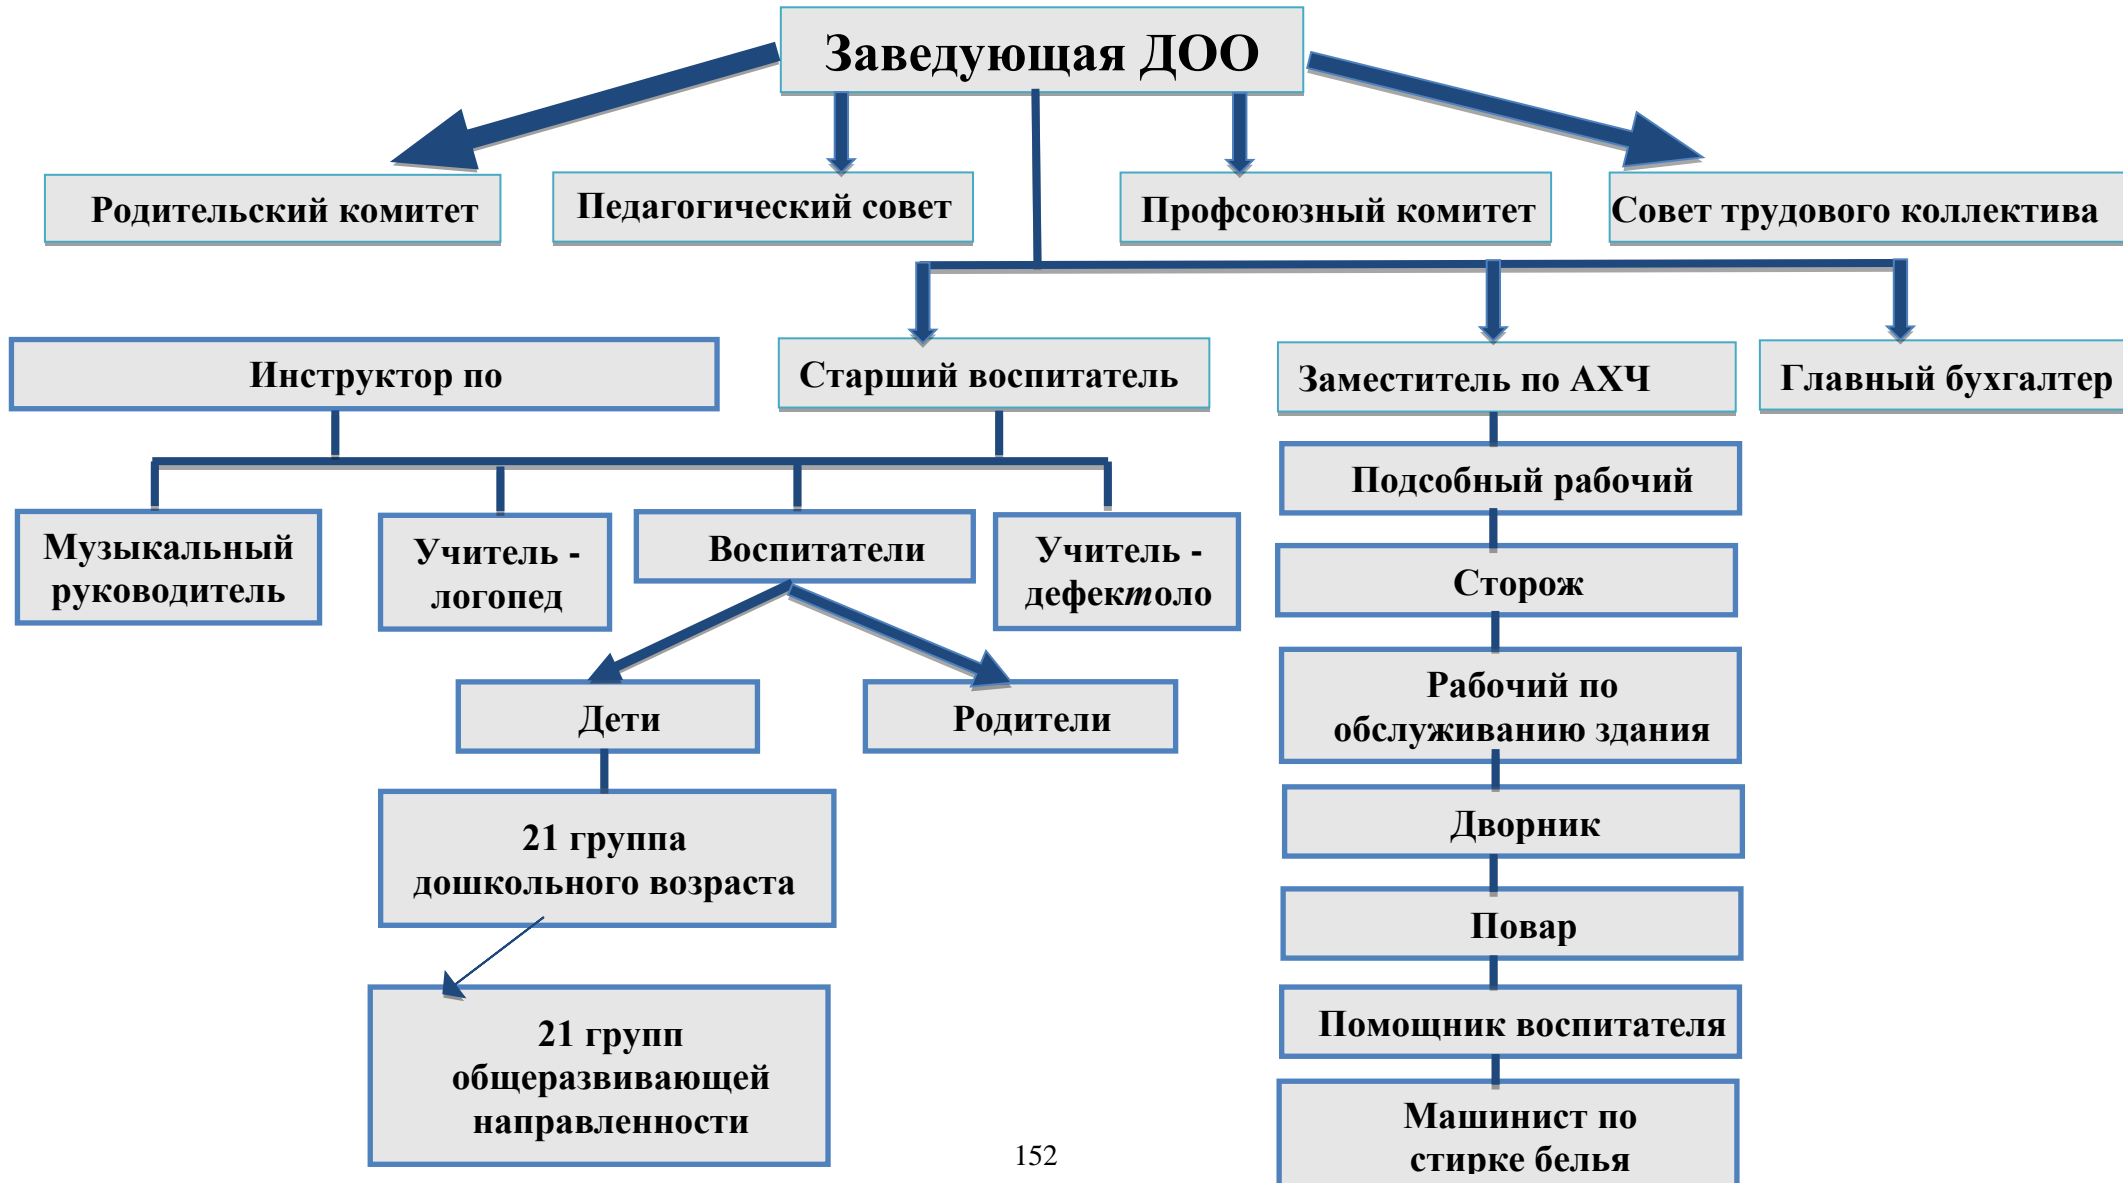 Заведующая ДОО
Родительский комитет
Педагогический совет
Профсоюзный комитет
Совет трудового коллектива
Инструктор по
Старший воспитатель
Заместитель по АХЧ
Главный бухгалтер
Музыкальный
руководитель
Учитель -
логопед
Воспитатели
Учитель -
дефектоло
Дети
Родители
21 группа
дошкольного возраста
21 групп
общеразвивающей
направленности
Подсобный рабочий
Сторож
Рабочий по
обслуживанию здания
Дворник
Повар
Помощник воспитателя
Машинист по
стирке белья
152